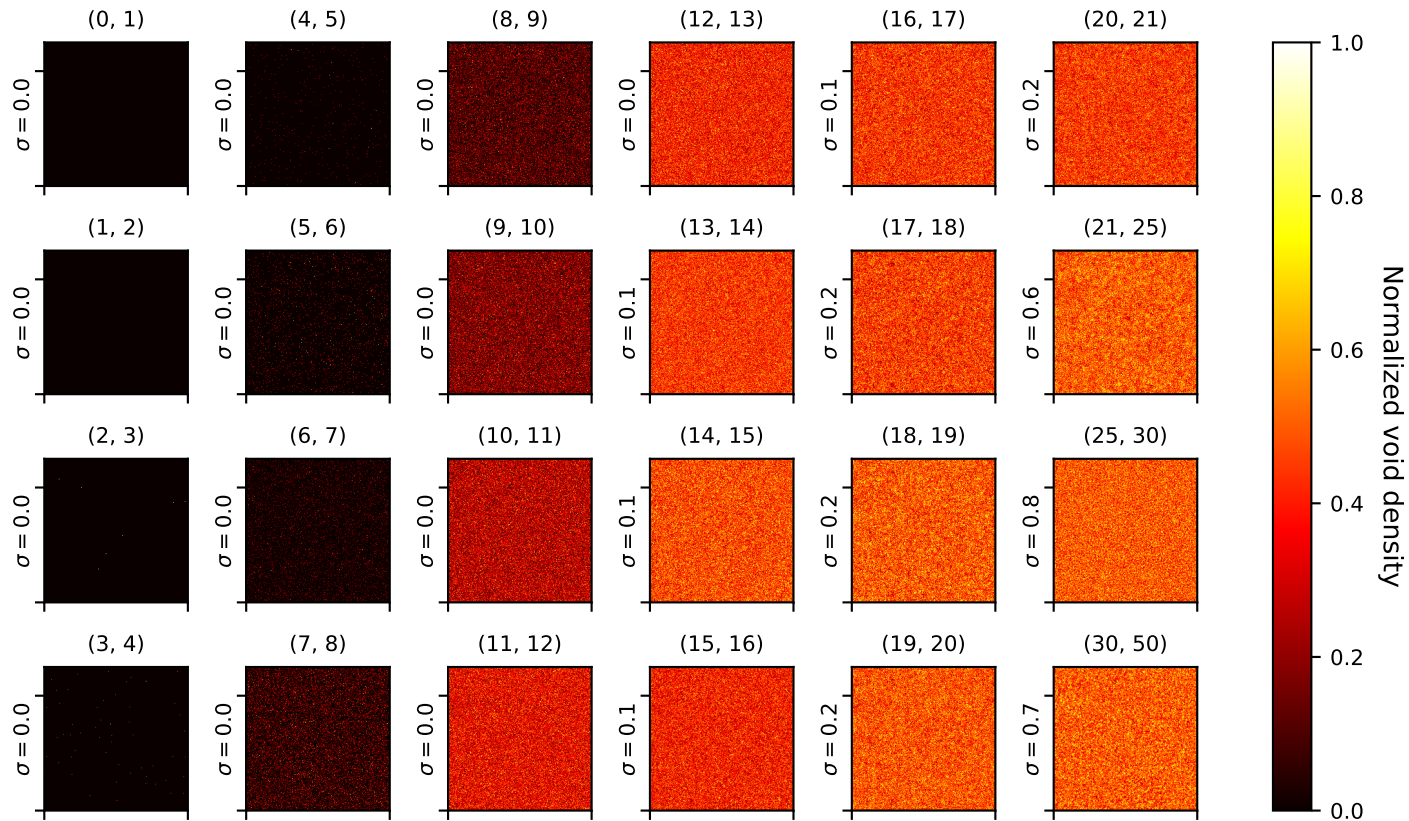 (0, 1) (4, 5) (8, 9) (12, 13) (16, 17) (20, 21)
σ = 0.0 σ = 0.0 σ = 0.0 σ = 0.0 σ = 0.1 σ = 0.2
(1, 2) (5, 6) (9, 10) (13, 14) (17, 18) (21, 25)
σ = 0.0 σ = 0.0 σ = 0.0 σ = 0.1 σ = 0.2 σ = 0.6
(2, 3) (6, 7) (10, 11) (14, 15) (18, 19) (25, 30)
σ = 0.0 σ = 0.0 σ = 0.0 σ = 0.1 σ = 0.2 σ = 0.8
(3, 4) (7, 8) (11, 12) (15, 16) (19, 20) (30, 50)
σ = 0.0 σ = 0.0 σ = 0.0 σ = 0.1 σ = 0.2 σ = 0.7
1.0
0.8
0.6
0.4
0.2
0.0
Normalized void density